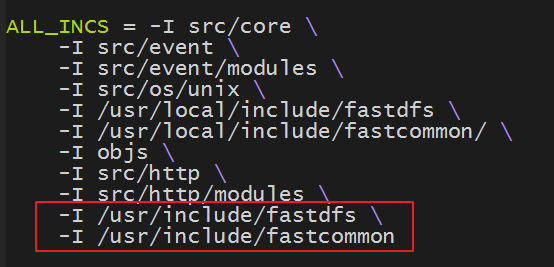 ALL_INCS = -I src/core \
-I src/event \
-I src/event/modules \
-I src/os/unix \
-I /usr/local/include/fastdfs \
-I /usr/local/include/fastcommon/ \
-I objs \
-I src/http \
-I src/http/modules \
-I /usr/include/fastdfs \
-I /usr/include/fastcommon